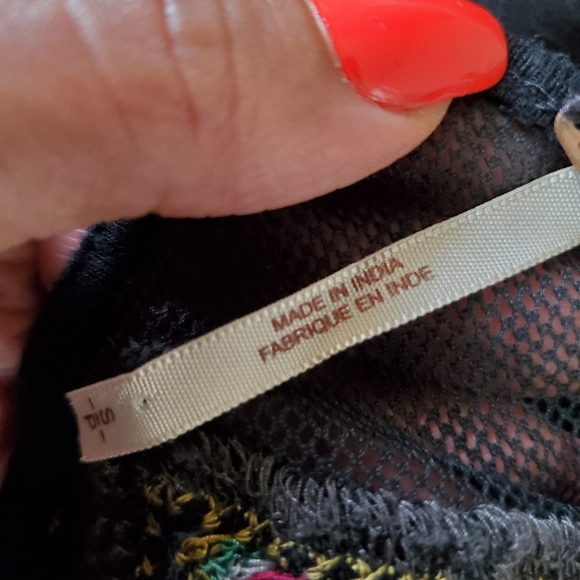 MADE IN INDIA
FABRIQUE EN INDE
-S/P-